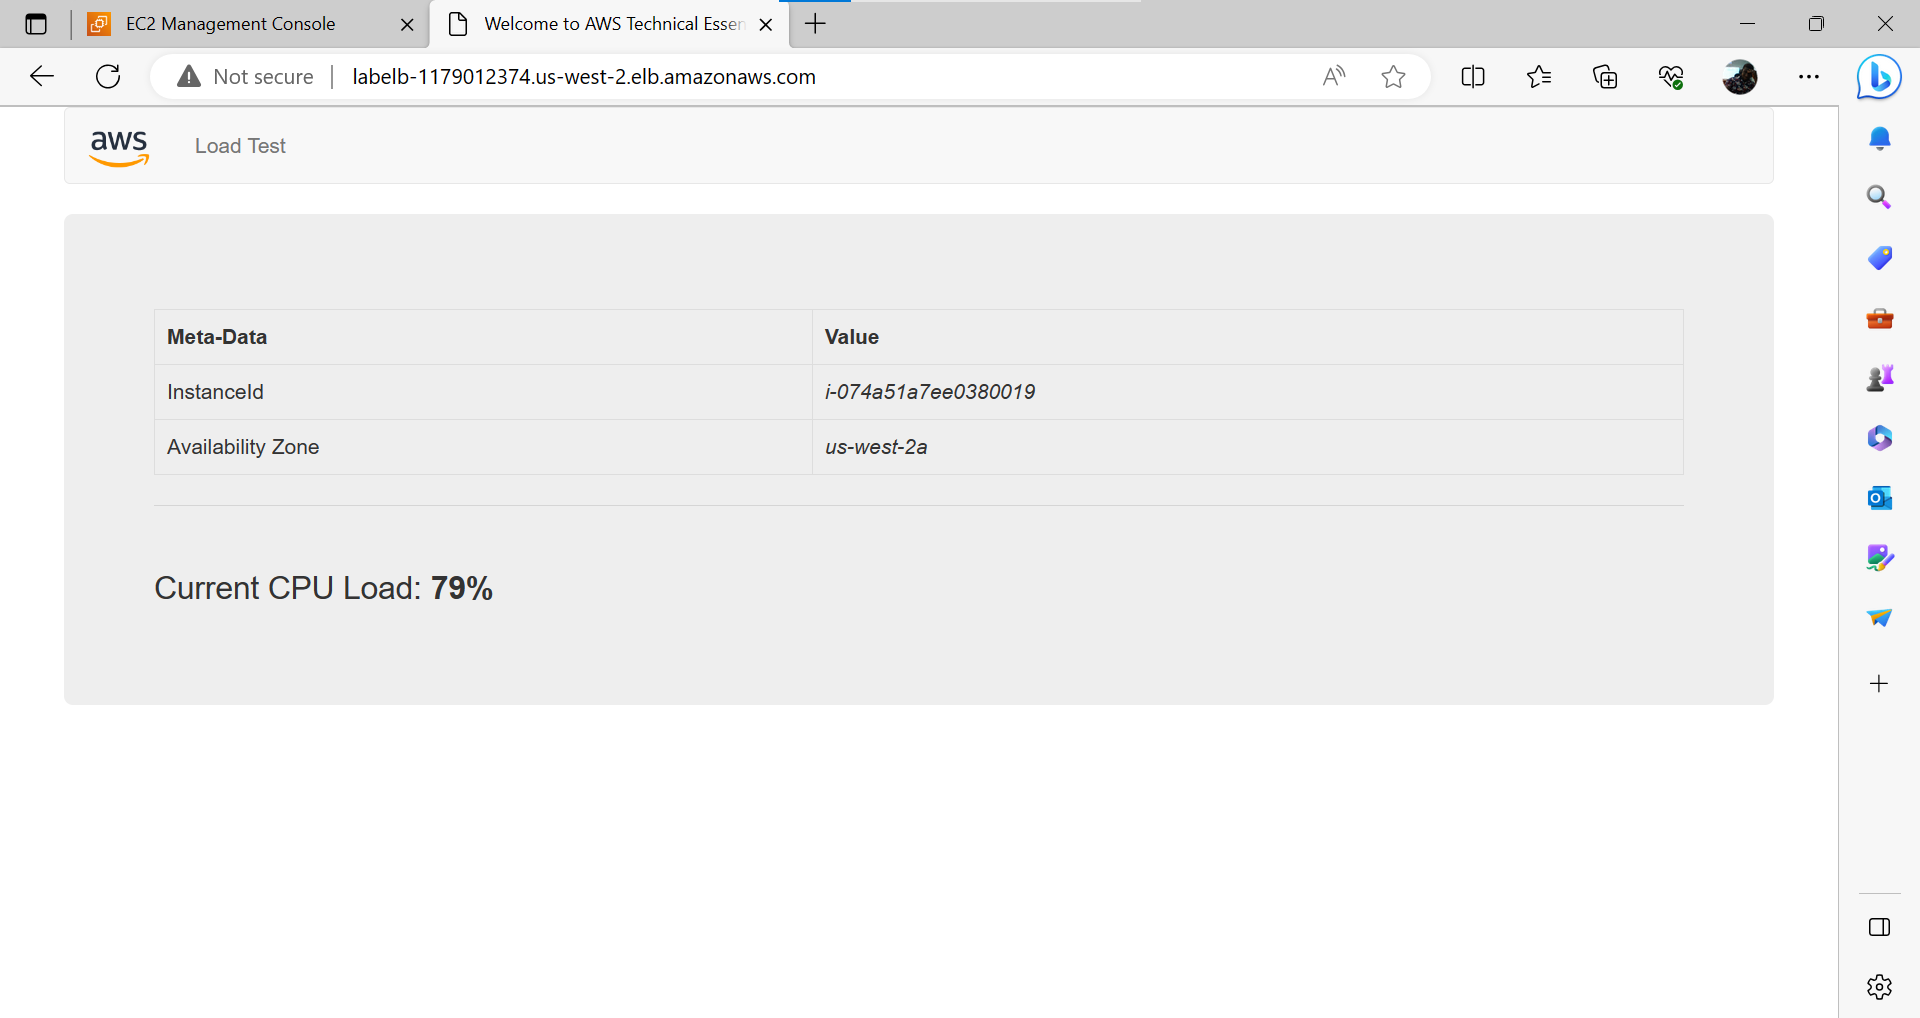 EC2 Management Console
Welcome to AWS Technical Essen
Not secure
labelb-1179012374.us-west-2.elb.amazonaws.com
aws
Load Test
Meta-Data Value
InstanceId i-074a51a7ee0380019
Availability Zone us-west-2a
Current CPU Load: 79%